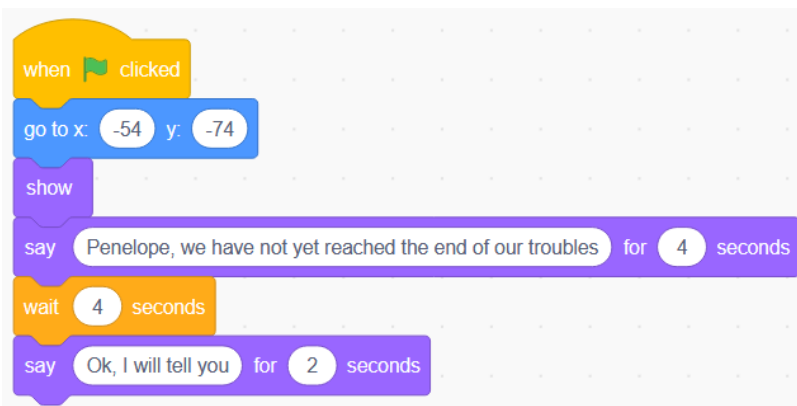 when clicked
go to x: -54 y: -74
show
say Penelope, we have not yet reached the end of our troubles for 4 seconds
wait 4 seconds
say Ok, I will tell you for 2 seconds